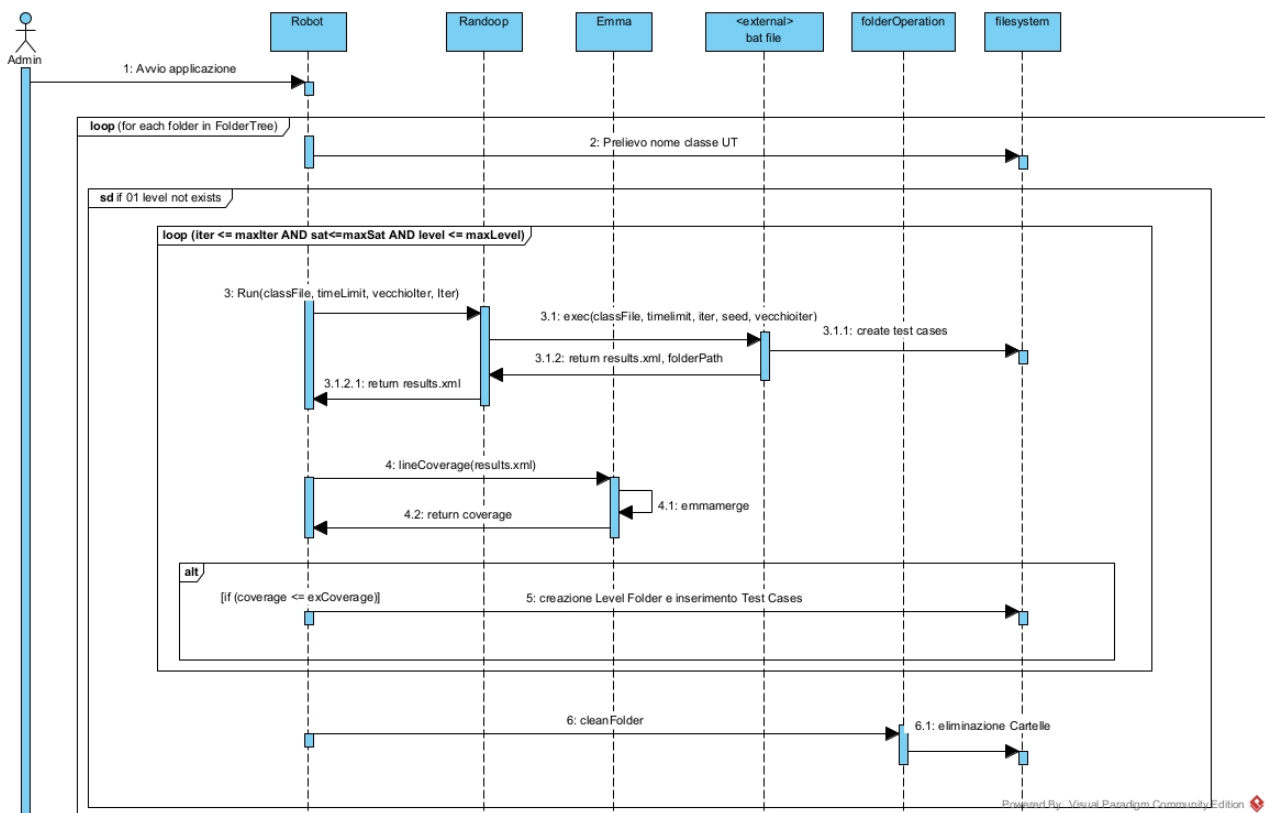 Admin
Robot
Randoop
Emma
<external>
bat file
folderOperation
filesystem
1: Avvio applicazione
loop (for each folder in FolderTree)
2: Prelievo nome classe UT
sd if 01 level not exists
loop (iter <= maxIter AND sat<=maxSat AND level <= maxLevel)
3: Run(classFile, timeLimit, vecchioIter, Iter)
3.1: exec(classFile, timelimit, iter, seed, vecchioiter)
3.1.1: create test cases
3.1.2: return results.xml, folderPath
3.1.2.1: return results.xml
4: lineCoverage(results.xml)
4.1: emmamerge
4.2: return coverage
alt
[if (coverage <= exCoverage)]
5: creazione Level Folder e inserimento Test Cases
6: cleanFolder
6.1: eliminazione Cartelle
Powered By Visual Paradigm Community Edition